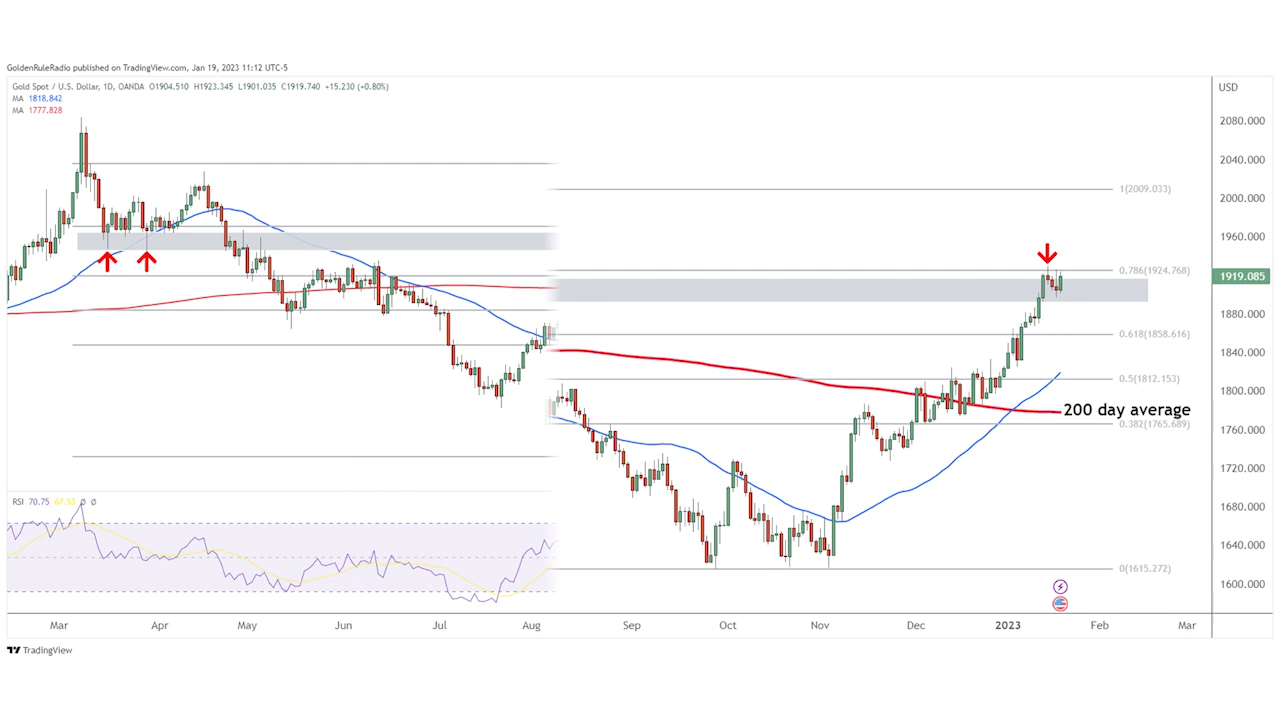 GoldenRuleRadio published on TradingView.com, Jan 19, 2023 11:12 UTC-5
Gold Spot / U.S. Dollar, 1D, OANDA O1904.510 H1923.345 L1901.035 C1919.740 +15.230 (+0.80%)
MA 1818.842
MA 1777.828
USD
2080.000
2040.000
2000.000
1960.000
1919.085
1880.000
1840.000
1800.000
1760.000
1720.000
1680.000
1640.000
1600.000
1(2009.033)
0.786(1924.768)
0.618(1858.616)
0.5(1812.153)
200 day average
0.382(1765.689)
0(1615.272)
RSI 70.75 67.53 Ø Ø
Mar Apr May Jun Jul Aug Sep Oct Nov Dec 2023 Feb Mar
TradingView